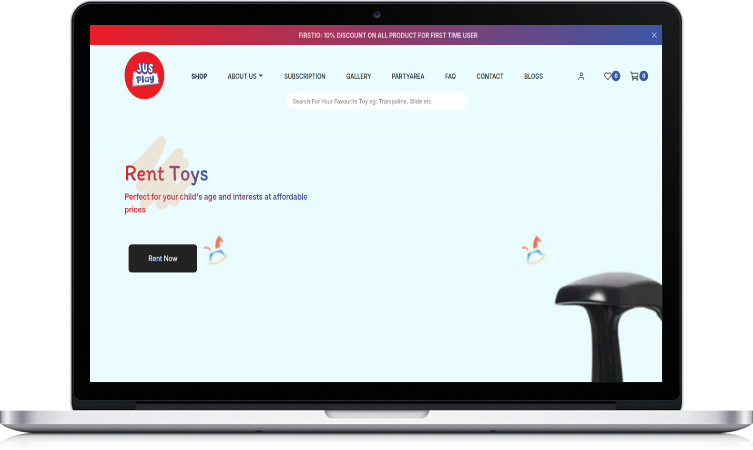 FIRST10: 10% DISCOUNT ON ALL PRODUCT FOR FIRST TIME USER X
JUS
Play
SHOP ABOUT US SUBSCRIPTION GALLERY PARTYAREA FAQ CONTACT BLOGS 0 0
Search For Your Favourite Toy eg: Trampoline, Slide etc.
Rent Toys
Perfect for your child's age and interests at affordable
prices
Rent Now